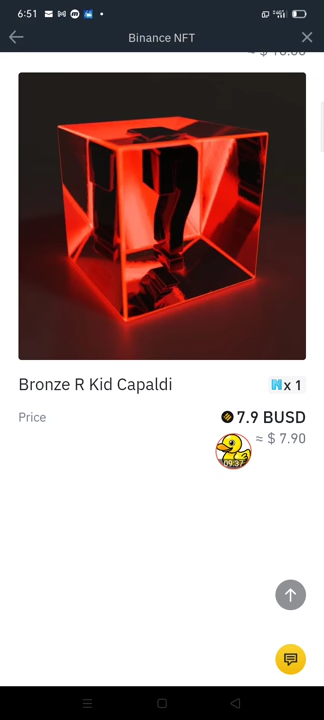 6:51
Binance NFT
Bronze R Kid Capaldi
x 1
Price
7.9 BUSD
≈ $ 7.90
09:37